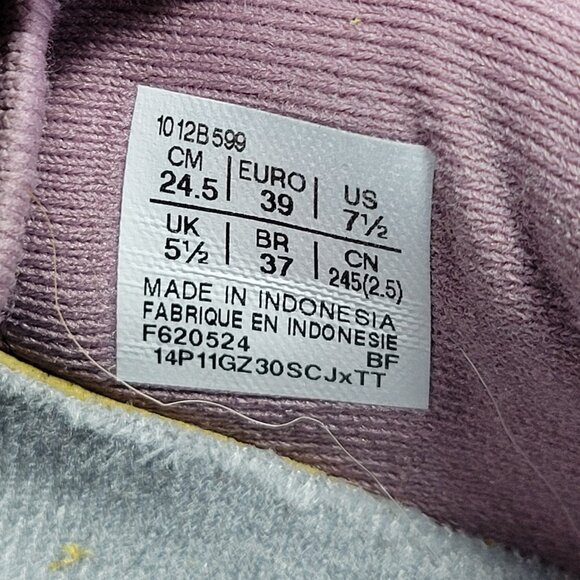 1012B599
CM EURO US
24.5 39 7½
UK BR CN
5½ 37 245(2.5)
MADE IN INDONESIA
FABRIQUE EN INDONESIE
F620524 BF
14P11GZ30SCJxTT